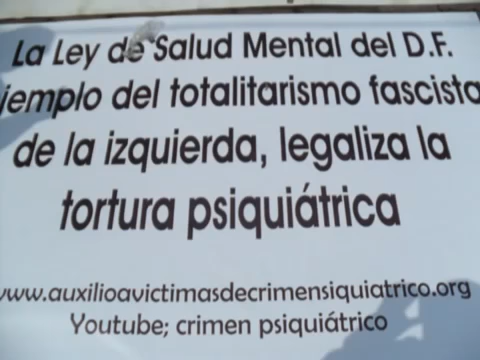 La Ley de Salud Mental del D.F.
jemplo del totalitarismo fascista
de la izquierda, legaliza la
tortura psiquiátrica
www.auxilioavictimasdecrimensiquiatrico.org
Youtube; crimen psiquiátrico